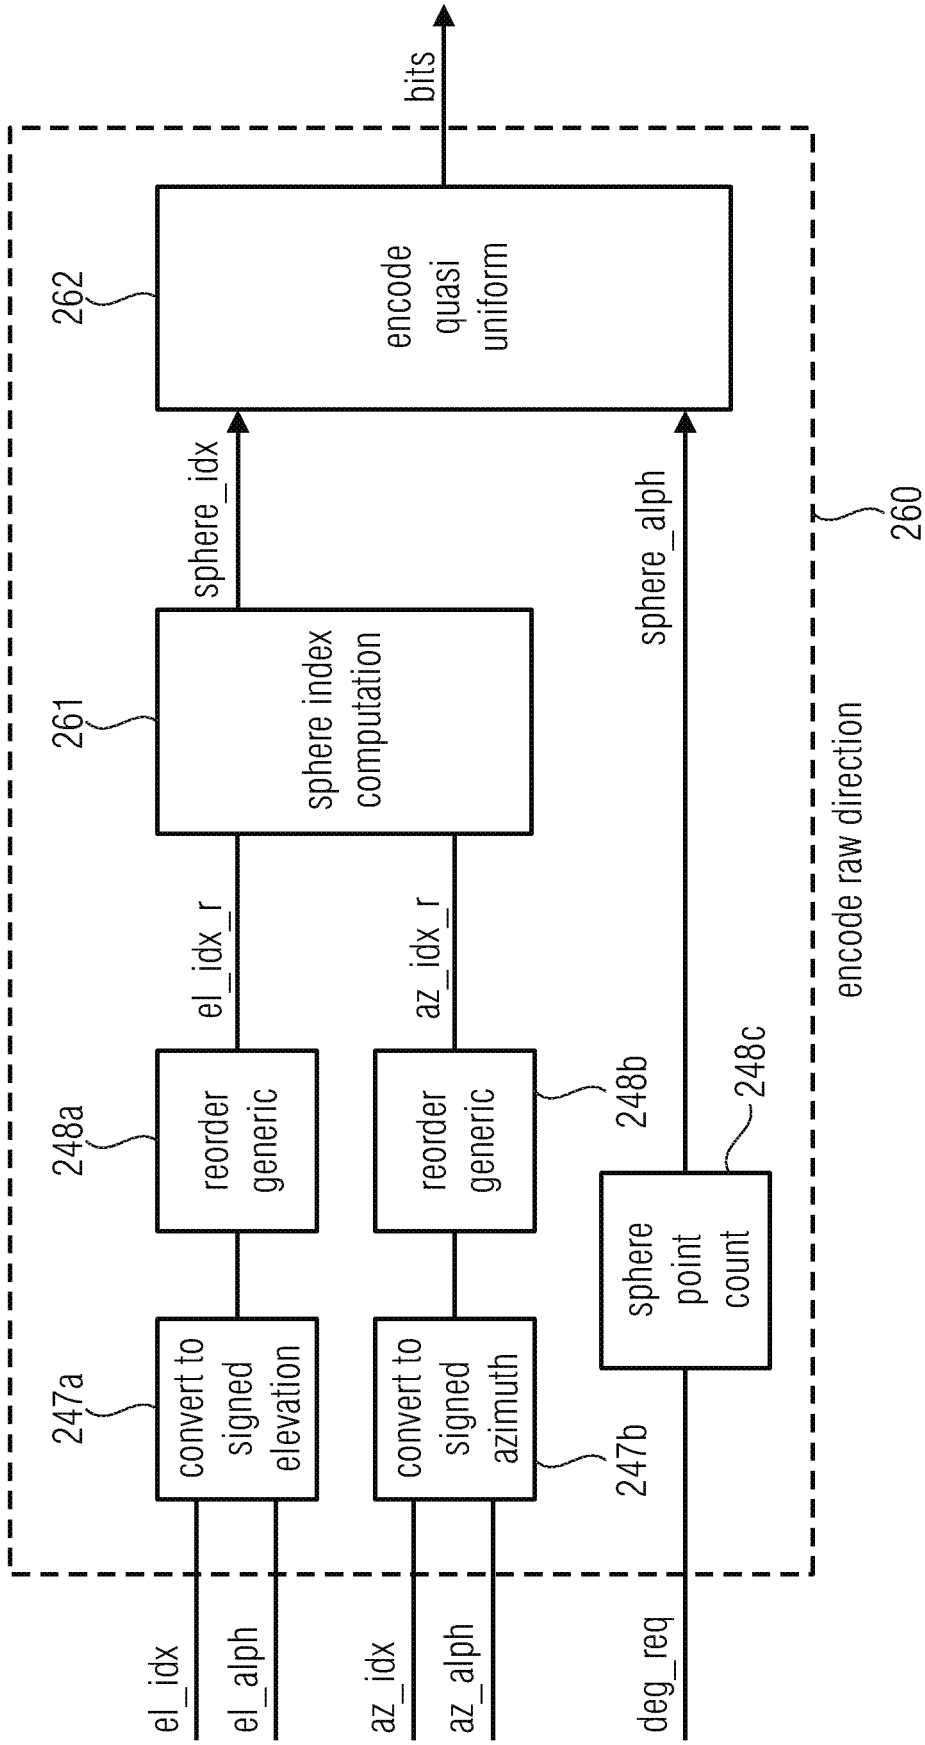 el_idx
el_alph
az_idx
az_alph
deg_req
247a
convert to
signed
elevation
convert to
signed
azimuth
247b
248a
reorder
generic
reorder
generic
248b
sphere
point
count
248c
el_idx_r
az_idx_r
261
sphere index
computation
sphere_idx
sphere_alph
262
encode
quasi
uniform
bits
260
encode raw direction